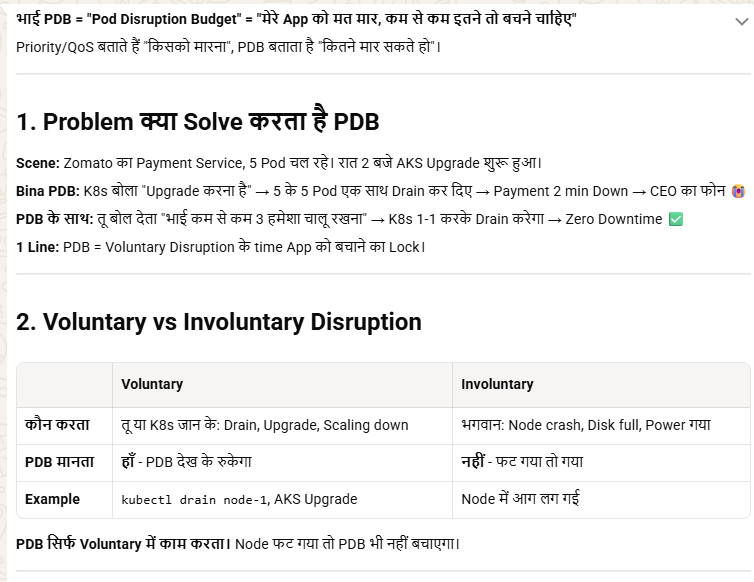 भाई PDB = "Pod Disruption Budget" = "मेरे App को मत मार, कम से कम इतने तो बचने चाहिए"
Priority/QoS बताते हैं "किसको मारना", PDB बताता है "कितने मार सकते हो"।
1. Problem क्या Solve करता है PDB
Scene: Zomato का Payment Service, 5 Pod चल रहे। रात 2 बजे AKS Upgrade शुरू हुआ।
Bina PDB: K8s बोला "Upgrade करना है" → 5 के 5 Pod एक साथ Drain कर दिए → Payment 2 min Down → CEO का फोन 🤯
PDB के साथ: तू बोल देता "भाई कम से कम 3 हमेशा चालू रखना" → K8s 1-1 करके Drain करेगा → Zero Downtime ✅
1 Line: PDB = Voluntary Disruption के time App को बचाने का Lock।
2. Voluntary vs Involuntary Disruption
Voluntary Involuntary
कौन करता तू या K8s जान के: Drain, Upgrade, Scaling down भगवान: Node crash, Disk full, Power गया
PDB मानता हाँ - PDB देख के रुकेगा नहीं - फट गया तो गया
Example kubectl drain node-1, AKS Upgrade Node में आग लग गई
PDB सिर्फ Voluntary में काम करता। Node फट गया तो PDB भी नहीं बचाएगा।